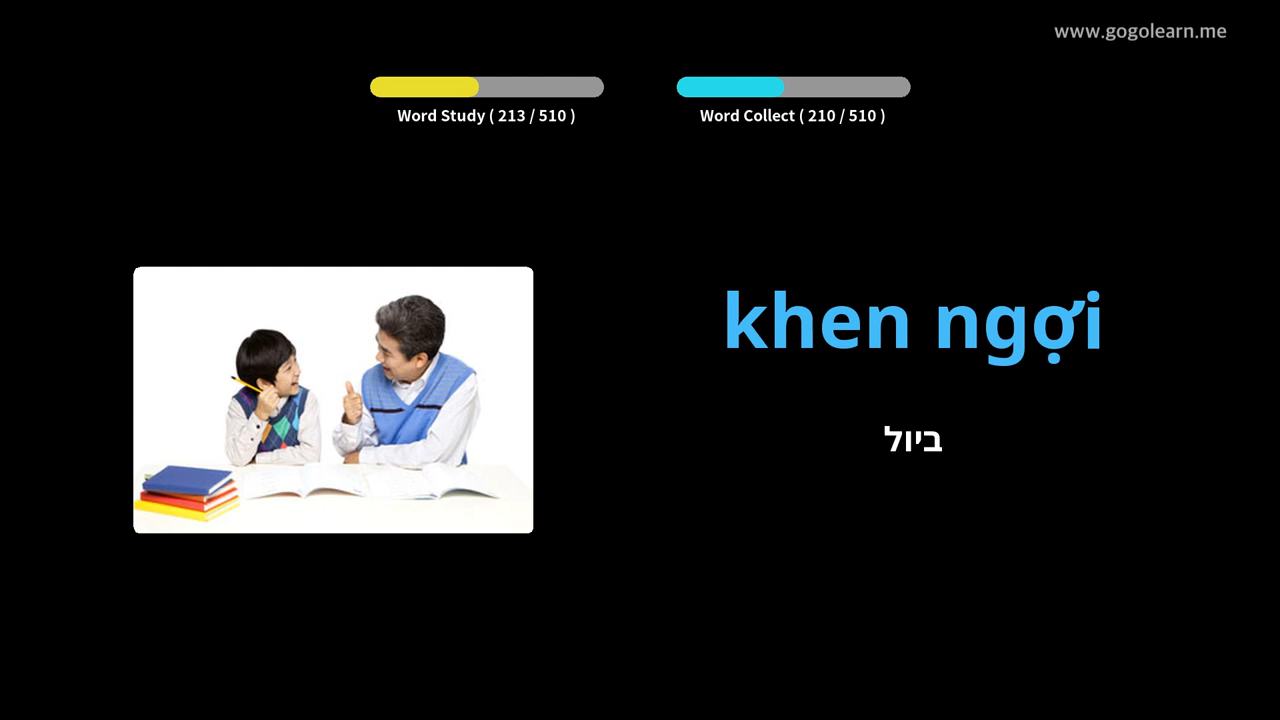 www.gogolearn.me
Word Study ( 213 / 510 )
Word Collect ( 210 / 510 )
khen ngợi
ביול